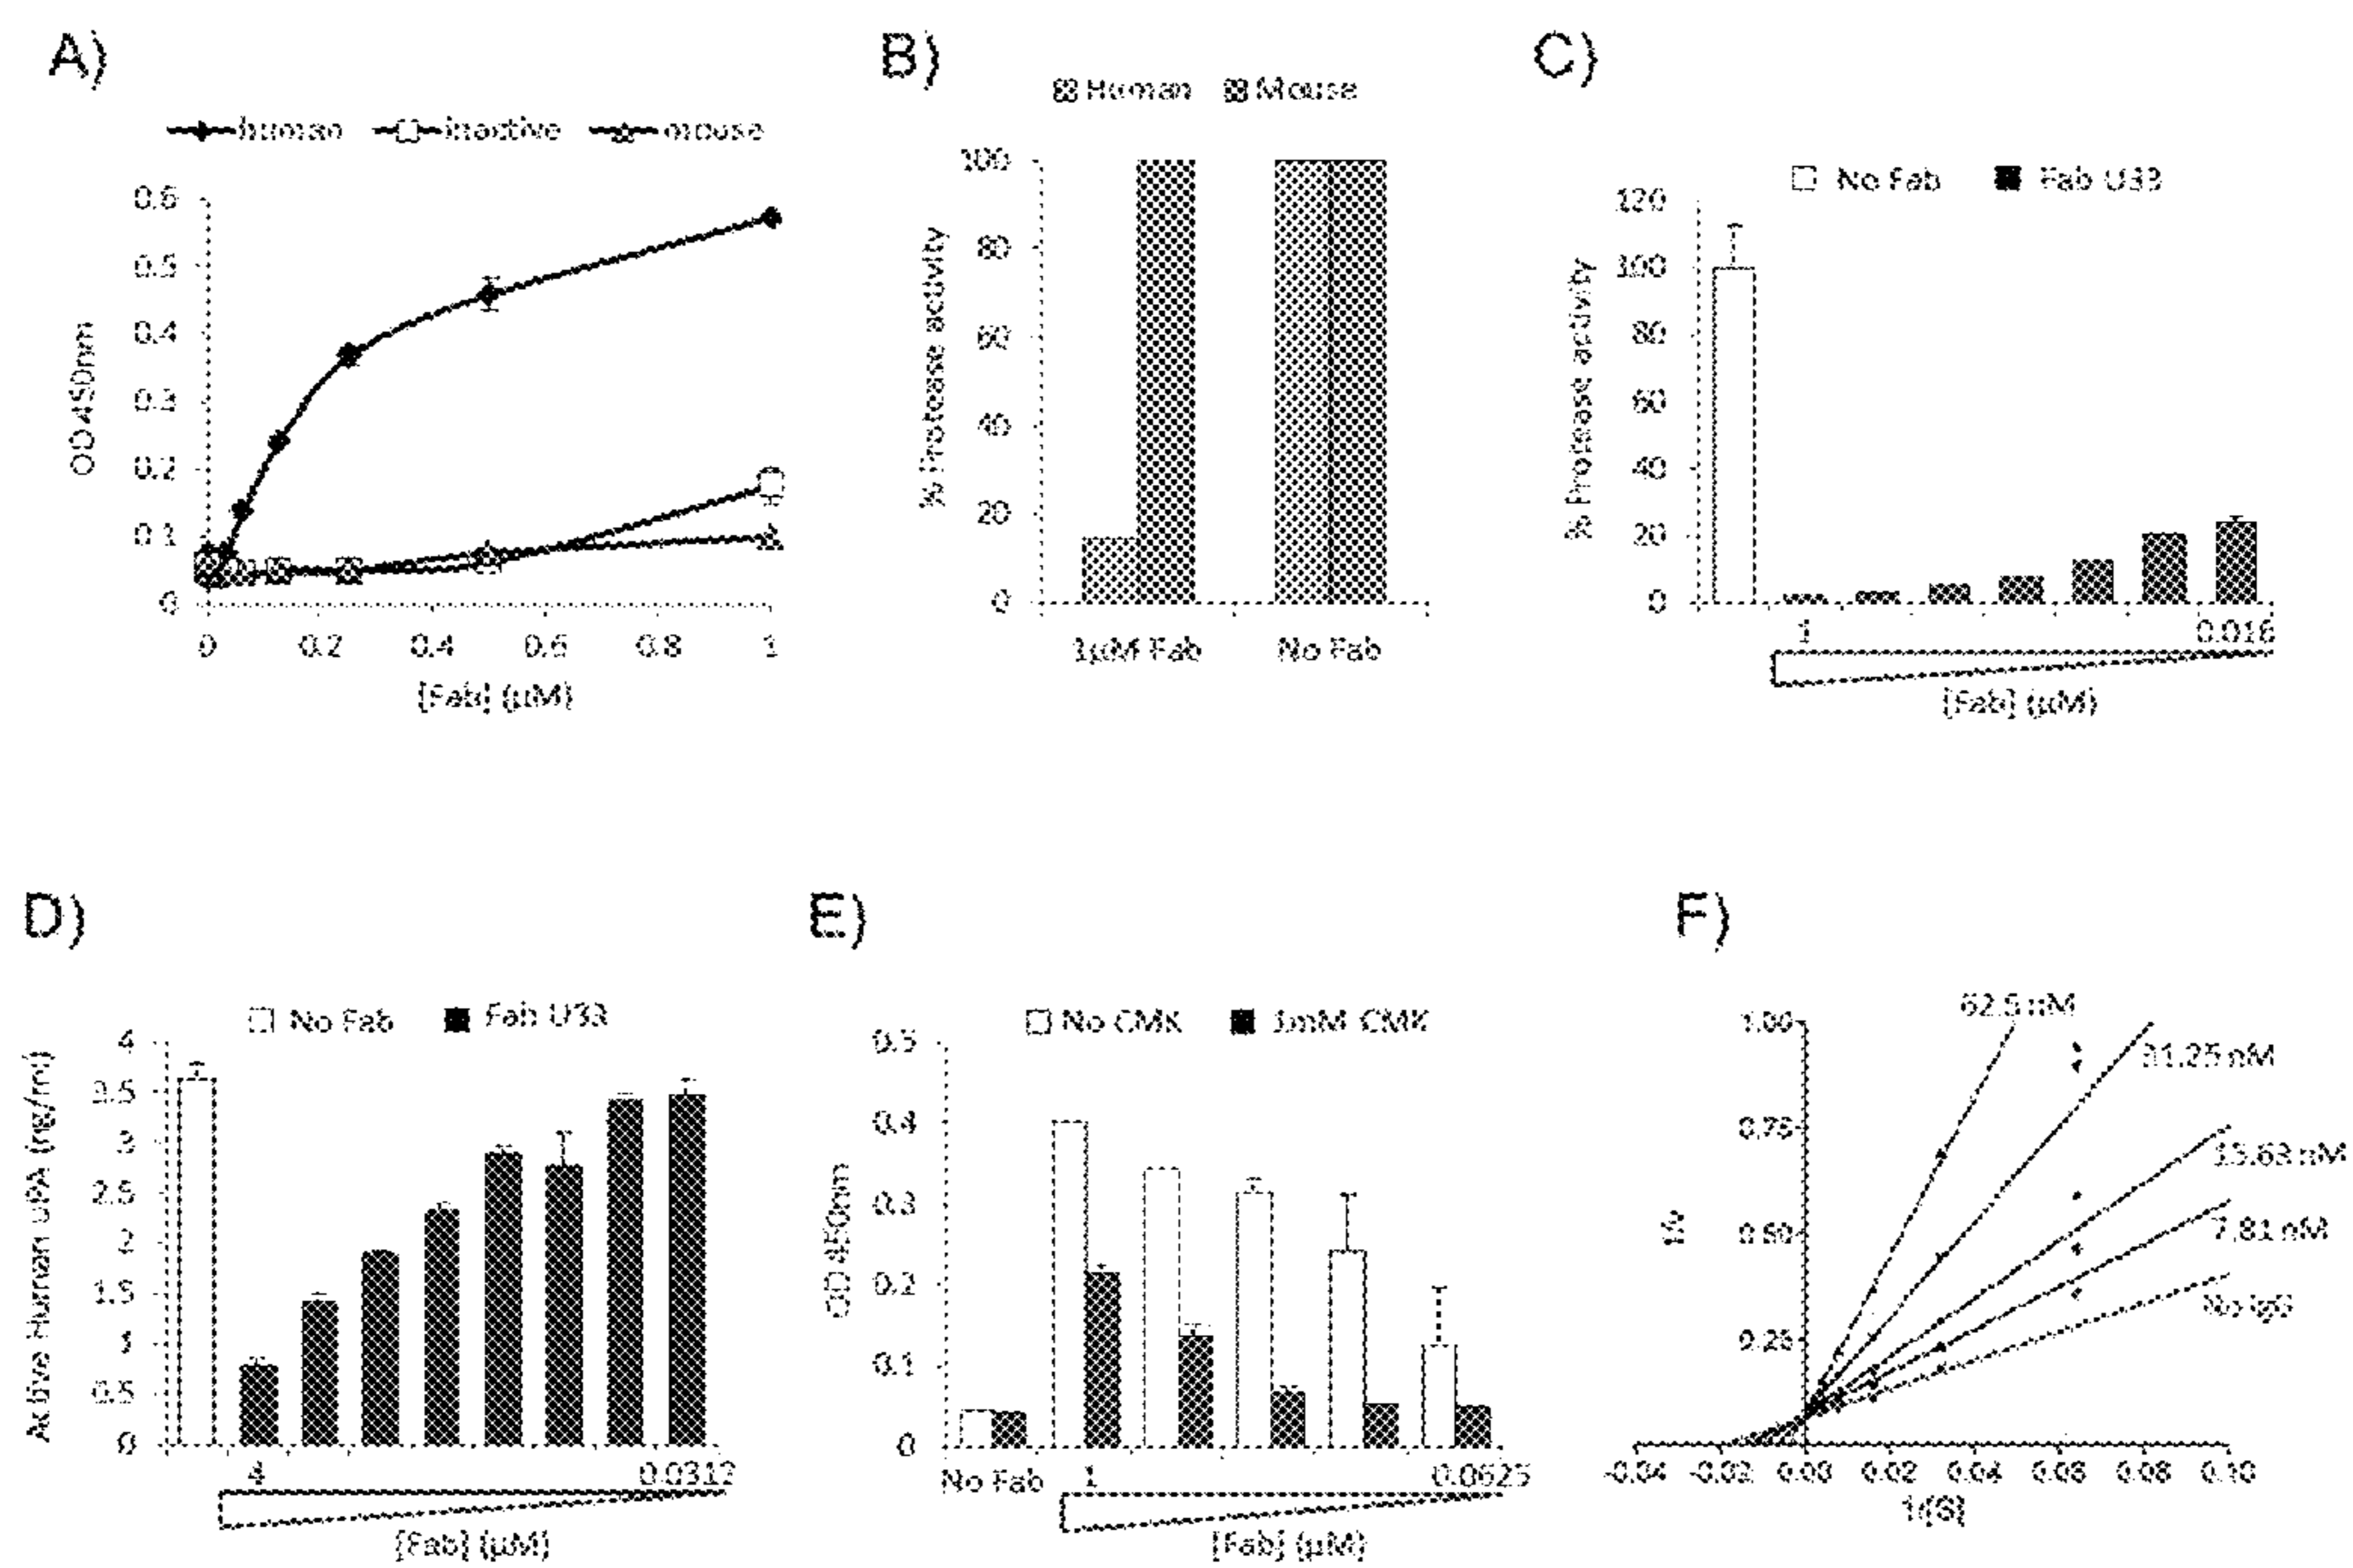 A)
human inactive mouse
0.6
0.5
0.4
0.3
0.2
0.1
0
OD450nm
0 0.2 0.4 0.6 0.8 1
[Fab] (µM)
B)
Human Mouse
100
80
60
40
20
0
% Protease activity
1µM Fab No Fab
C)
No Fab Fab U33
120
100
80
60
40
20
0
% Protease activity
1 0.016
[Fab] (µM)
D)
No Fab Fab U33
4
3.5
3
2.5
2
1.5
1
0.5
0
Active Human uPA (ng/ml)
4 0.0312
[Fab] (µM)
E)
No CMK 1mM CMK
0.5
0.4
0.3
0.2
0.1
0
OD 450nm
No Fab 1 0.0625
[Fab] (µM)
F)
62.5 nM
31.25 nM
15.63 nM
7.81 nM
No IgG
1.00
0.75
0.50
0.25
1/v
-0.04 -0.02 0.00 0.02 0.04 0.06 0.08 0.10
1/[S]